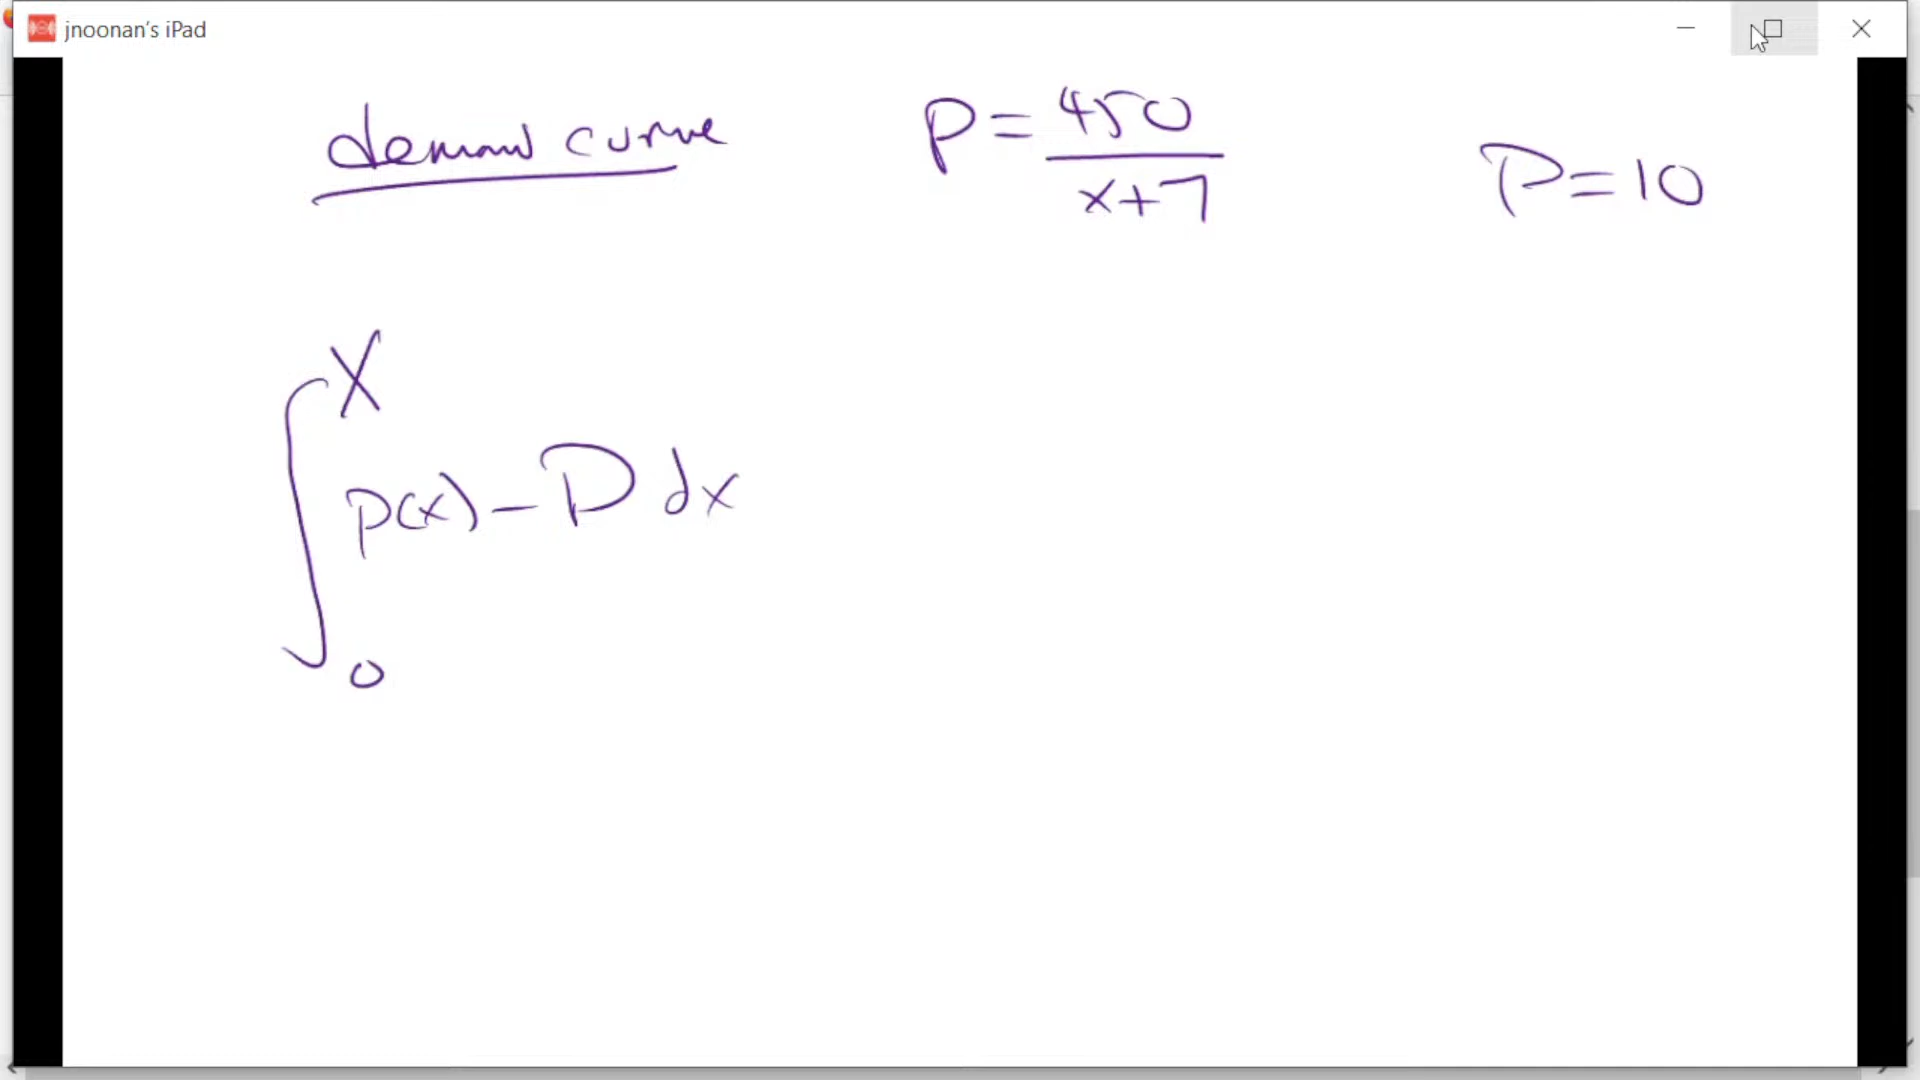 jnoonan's iPad
demand curve
p = 450 / x+7
P = 10
∫₀^X p(x) - P dx